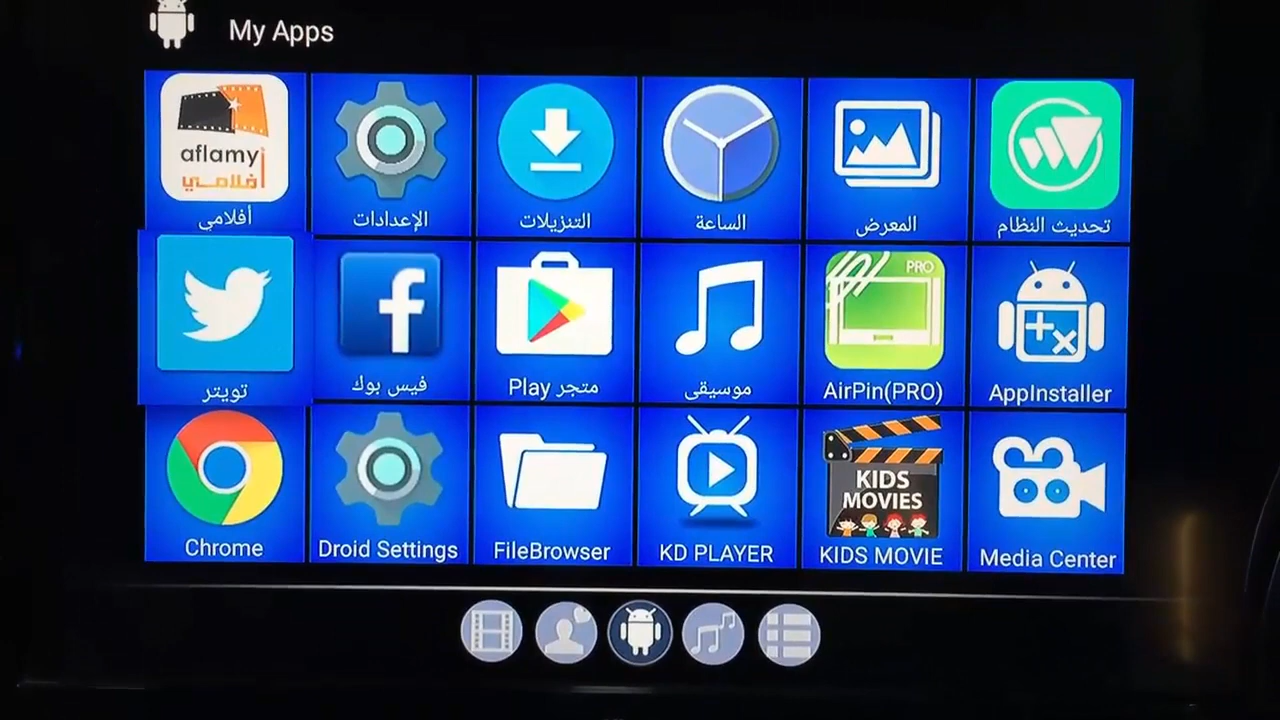 My Apps
aflamy
أفلامي
أفلامي
الإعدادات
التنزيلات
الساعة
المعرض
تحديث النظام
تويتر
فيس بوك
متجر Play
موسيقى
PRO
AirPin(PRO)
AppInstaller
Chrome
Droid Settings
FileBrowser
KD PLAYER
KIDS
MOVIES
KIDS MOVIE
Media Center